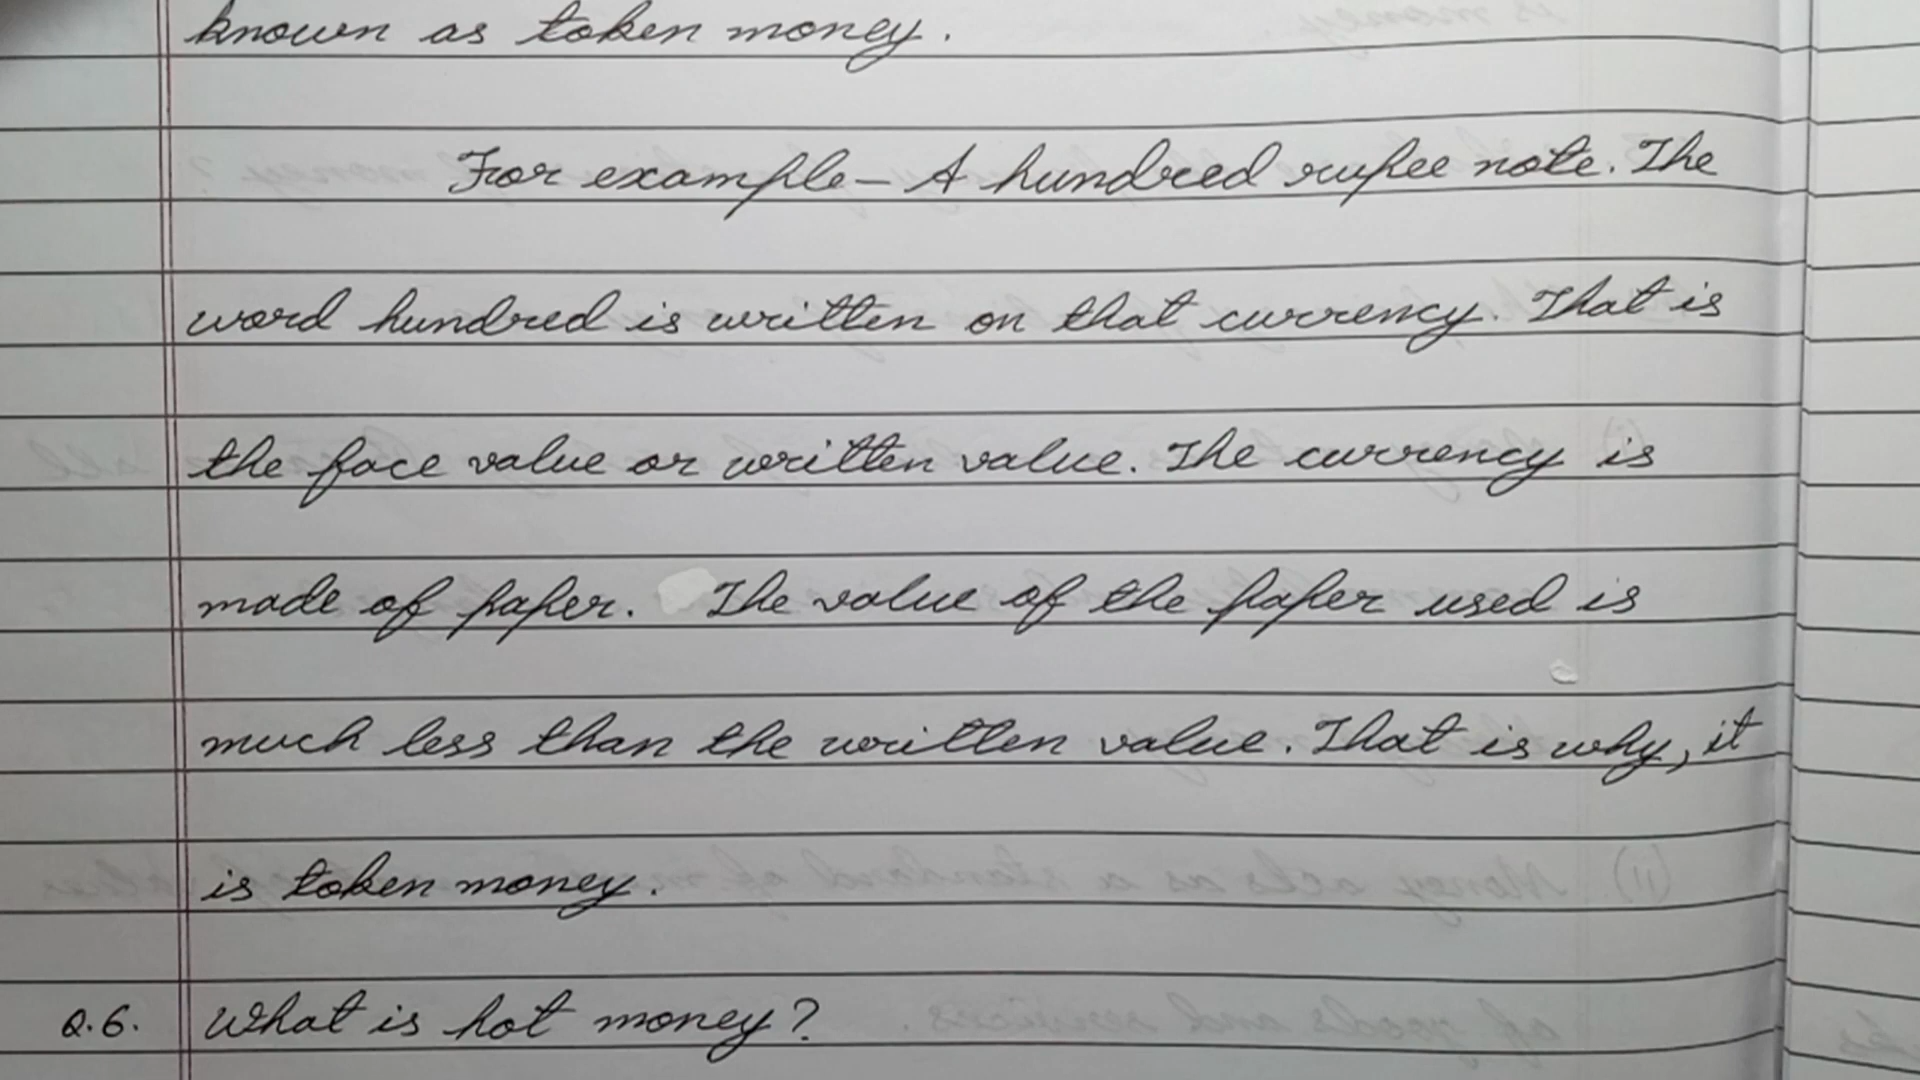 known as token money.
For example- A hundred rupee note. The
word hundred is written on that currency. That is
the face value or written value. The currency is
made of paper. The value of the paper used is
much less than the written value. That is why, it
is token money.
Q.6. What is hot money?